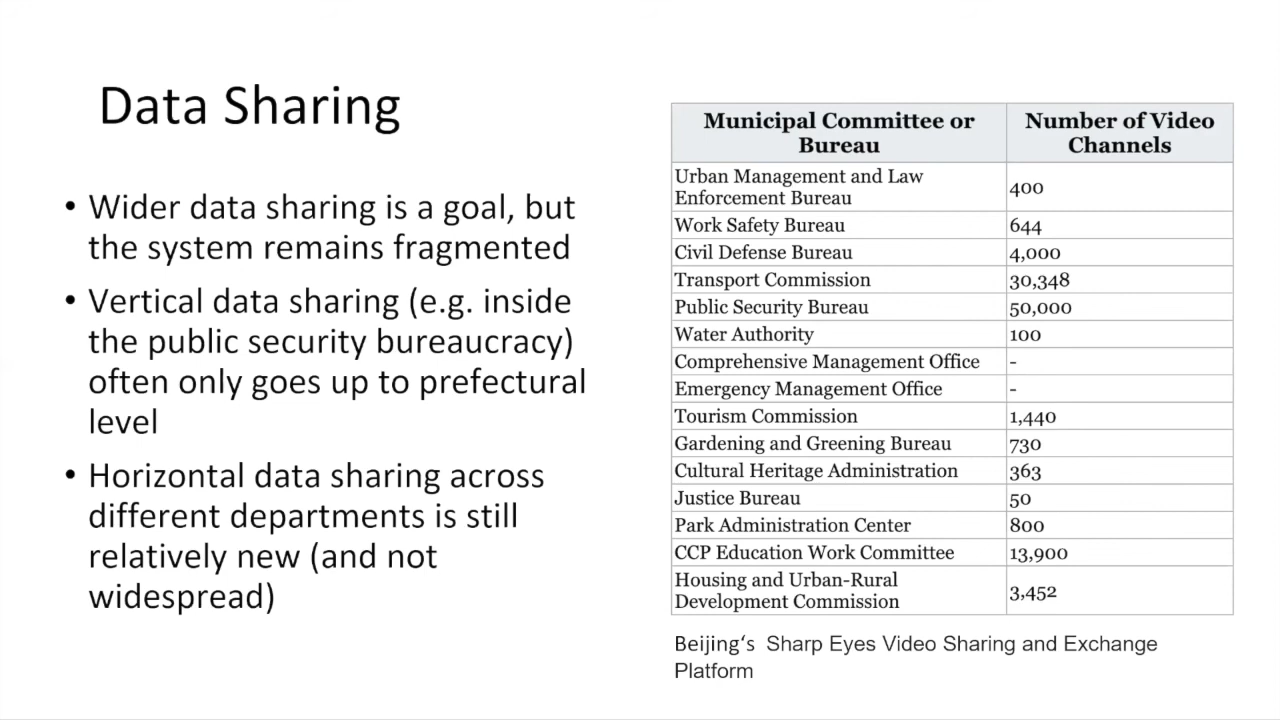 Data Sharing
• Wider data sharing is a goal, but
the system remains fragmented
• Vertical data sharing (e.g. inside
the public security bureaucracy)
often only goes up to prefectural
level
• Horizontal data sharing across
different departments is still
relatively new (and not
widespread)
Municipal Committee or Bureau Number of Video Channels
Urban Management and Law Enforcement Bureau 400
Work Safety Bureau 644
Civil Defense Bureau 4,000
Transport Commission 30,348
Public Security Bureau 50,000
Water Authority 100
Comprehensive Management Office -
Emergency Management Office -
Tourism Commission 1,440
Gardening and Greening Bureau 730
Cultural Heritage Administration 363
Justice Bureau 50
Park Administration Center 800
CCP Education Work Committee 13,900
Housing and Urban-Rural Development Commission 3,452
Beijing‘s Sharp Eyes Video Sharing and Exchange
Platform